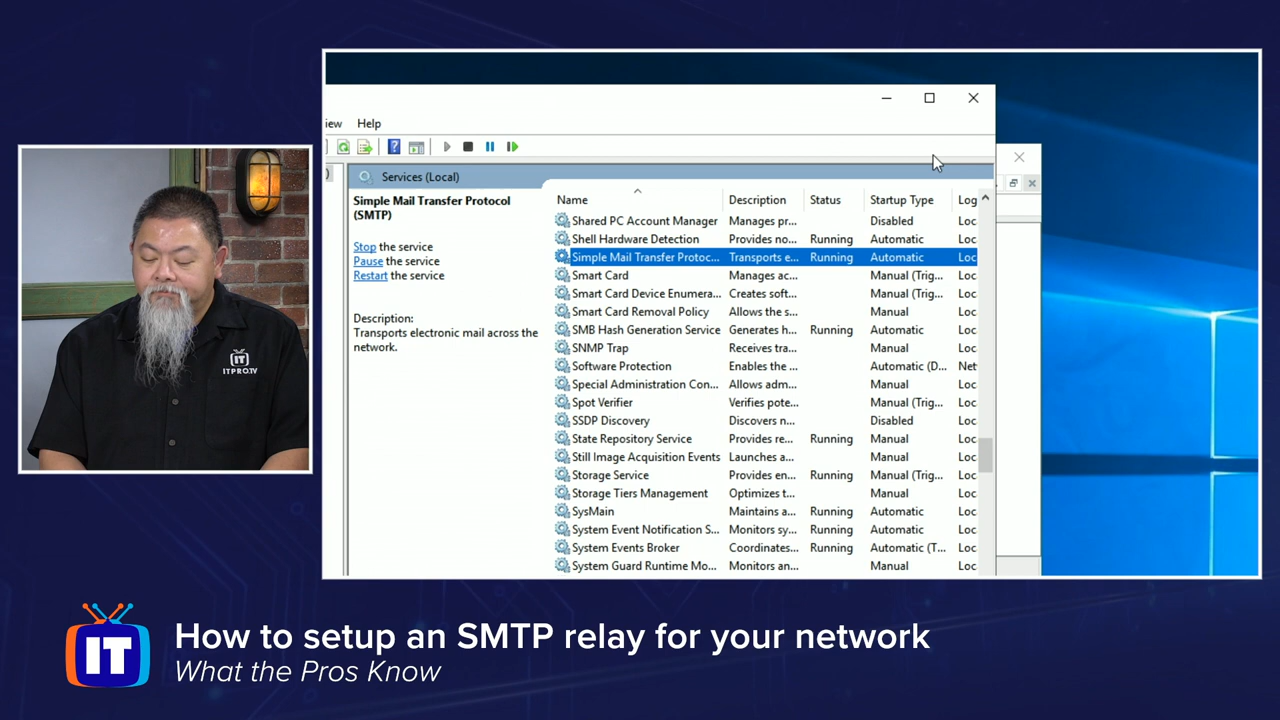 iew Help
Services (Local)
Simple Mail Transfer Protocol
(SMTP)
Stop the service
Pause the service
Restart the service
Description:
Transports electronic mail across the
network.
Name Description Status Startup Type Log
Shared PC Account Manager Manages pr... Disabled Loc
Shell Hardware Detection Provides no... Running Automatic Loc
Simple Mail Transfer Protoc... Transports e... Running Automatic Loc
Smart Card Manages ac... Manual (Trig... Loc
Smart Card Device Enumera... Creates soft... Manual (Trig... Loc
Smart Card Removal Policy Allows the s... Manual Loc
SMB Hash Generation Service Generates h... Running Automatic Loc
SNMP Trap Receives tra... Manual Loc
Software Protection Enables the ... Automatic (D... Net
Special Administration Con... Allows adm... Manual Loc
Spot Verifier Verifies pote... Manual (Trig... Loc
SSDP Discovery Discovers n... Disabled Loc
State Repository Service Provides re... Running Manual Loc
Still Image Acquisition Events Launches a... Manual Loc
Storage Service Provides en... Running Manual (Trig... Loc
Storage Tiers Management Optimizes t... Manual Loc
SysMain Maintains a... Running Automatic Loc
System Event Notification S... Monitors sy... Running Automatic Loc
System Events Broker Coordinates... Running Automatic (T... Loc
System Guard Runtime Mo... Monitors an... Manual Loc
IT
ITPRO.TV
IT
How to setup an SMTP relay for your network
What the Pros Know